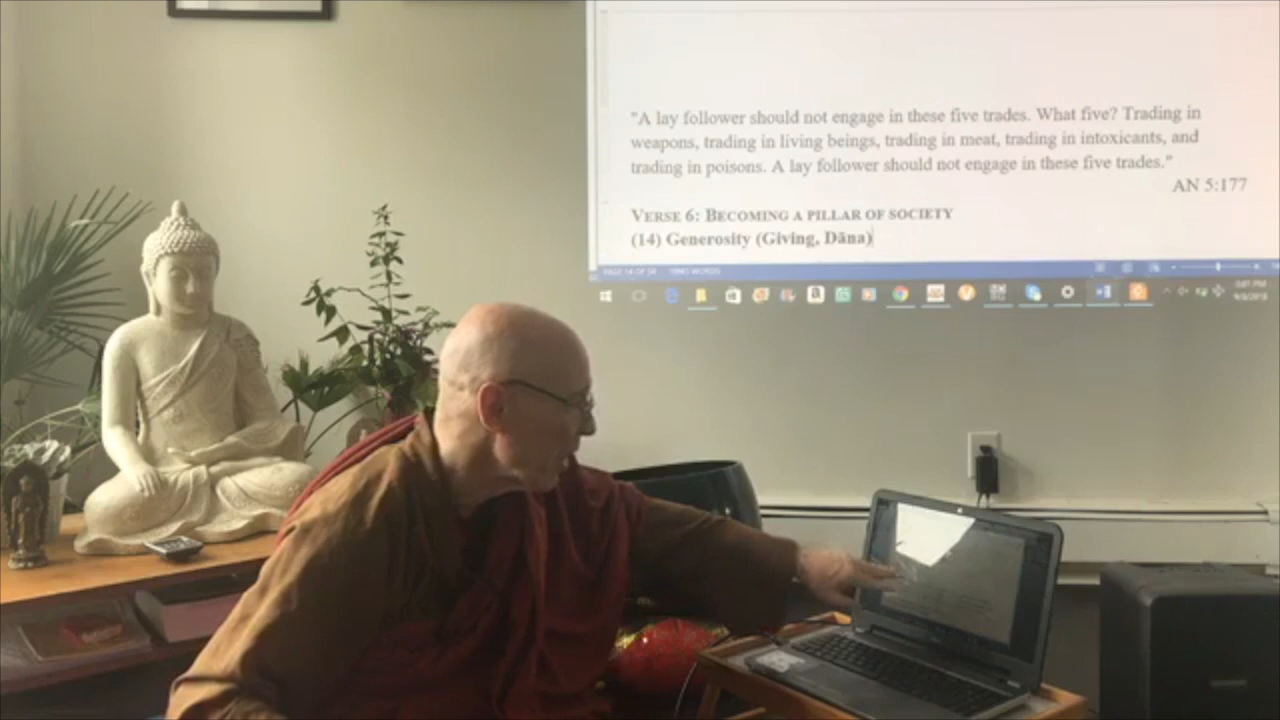 "A lay follower should not engage in these five trades. What five? Trading in
weapons, trading in living beings, trading in meat, trading in intoxicants, and
trading in poisons. A lay follower should not engage in these five trades."
AN 5:177
VERSE 6: BECOMING A PILLAR OF SOCIETY
(14) Generosity (Giving, Dāna)